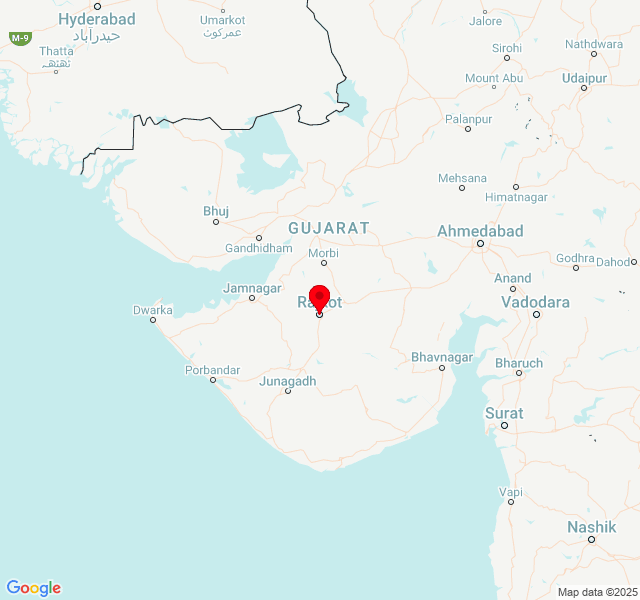 Hyderabad
حيدرآباد
Umarkot
عمرکوٹ
Jalore
M-9
Thatta
ٹھٹھہ
Sirohi
Nathdwara
Mount Abu
Udaipur
Palanpur
Mehsana
Himatnagar
Bhuj
GUJARAT
Ahmedabad
Gandhidham
Morbi
Godhra
Dahod
Jamnagar
Anand
Rajkot
Vadodara
Dwarka
Bhavnagar
Bharuch
Porbandar
Junagadh
Surat
Vapi
Nashik
Google
Map data ©2025